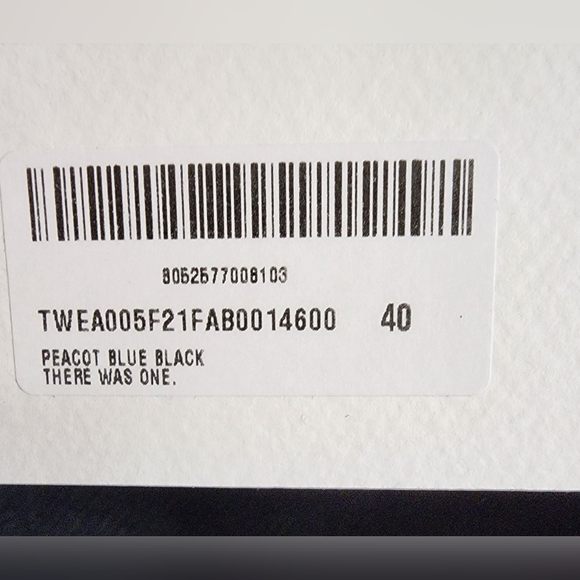 8052577008103
TWEA005F21FAB0014600 40
PEACOT BLUE BLACK
THERE WAS ONE.